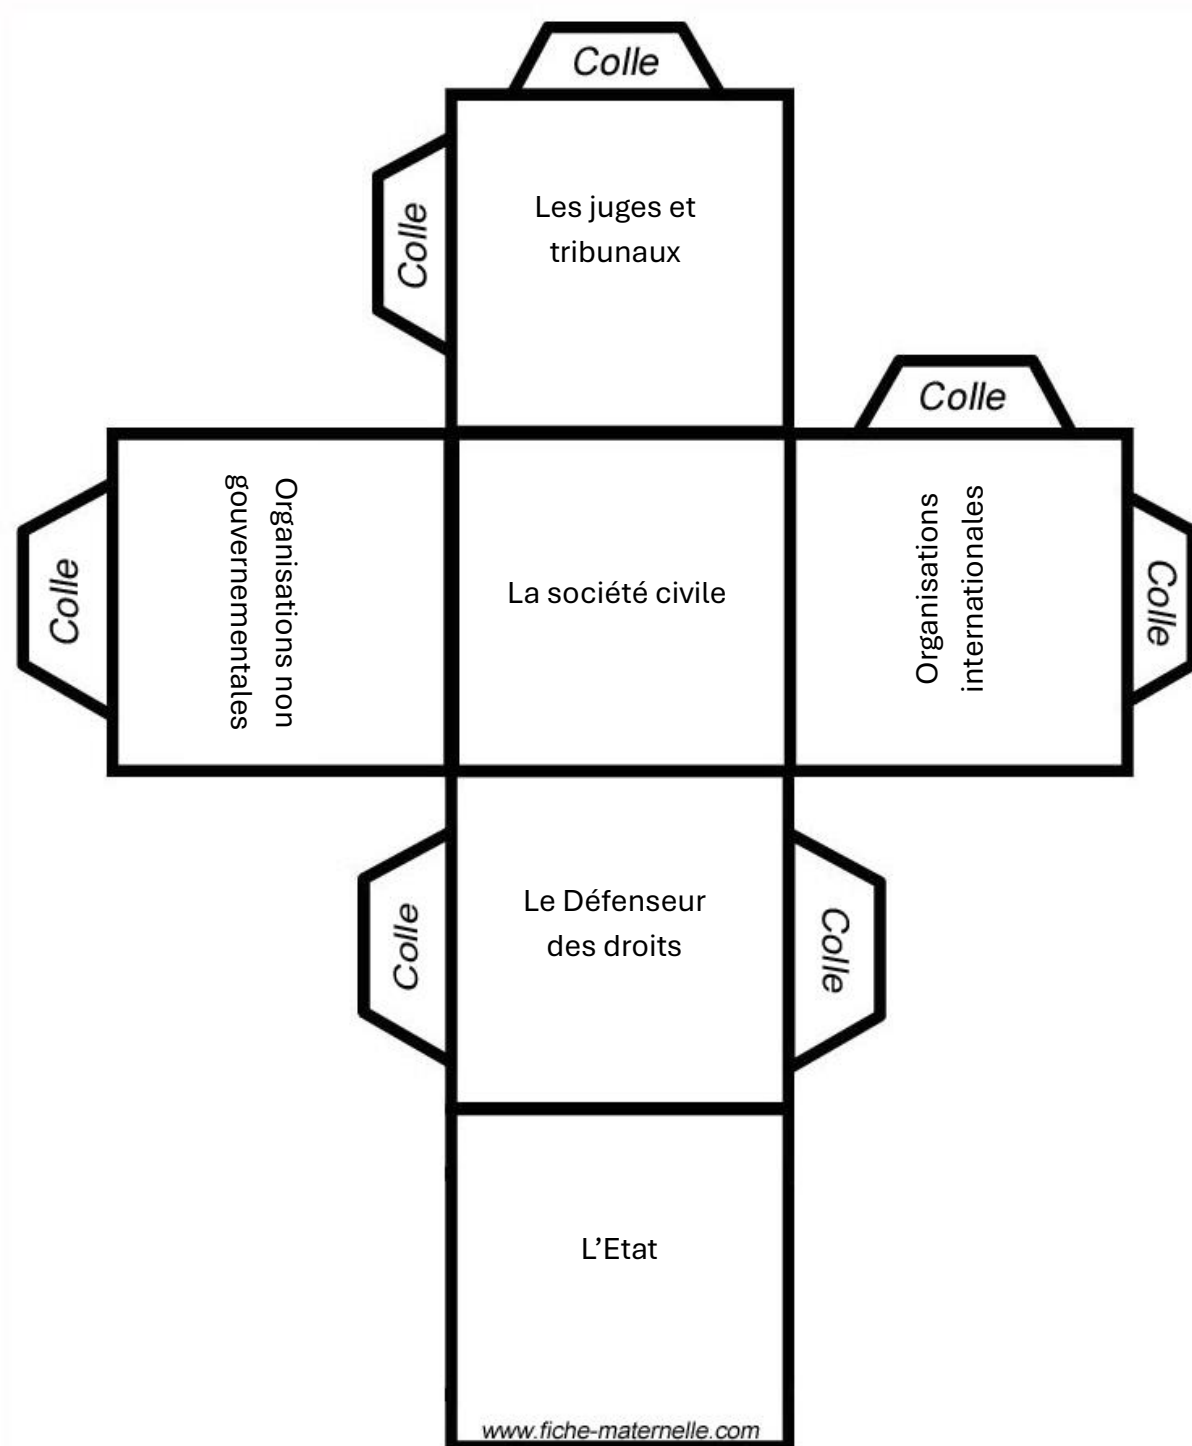 Colle
Colle
Les juges et
tribunaux
Colle
Colle
Organisations non
gouvernementales
La société civile
Organisations
internationales
Colle
Colle
Le Défenseur
des droits
Colle
L’Etat
www.fiche-maternelle.com